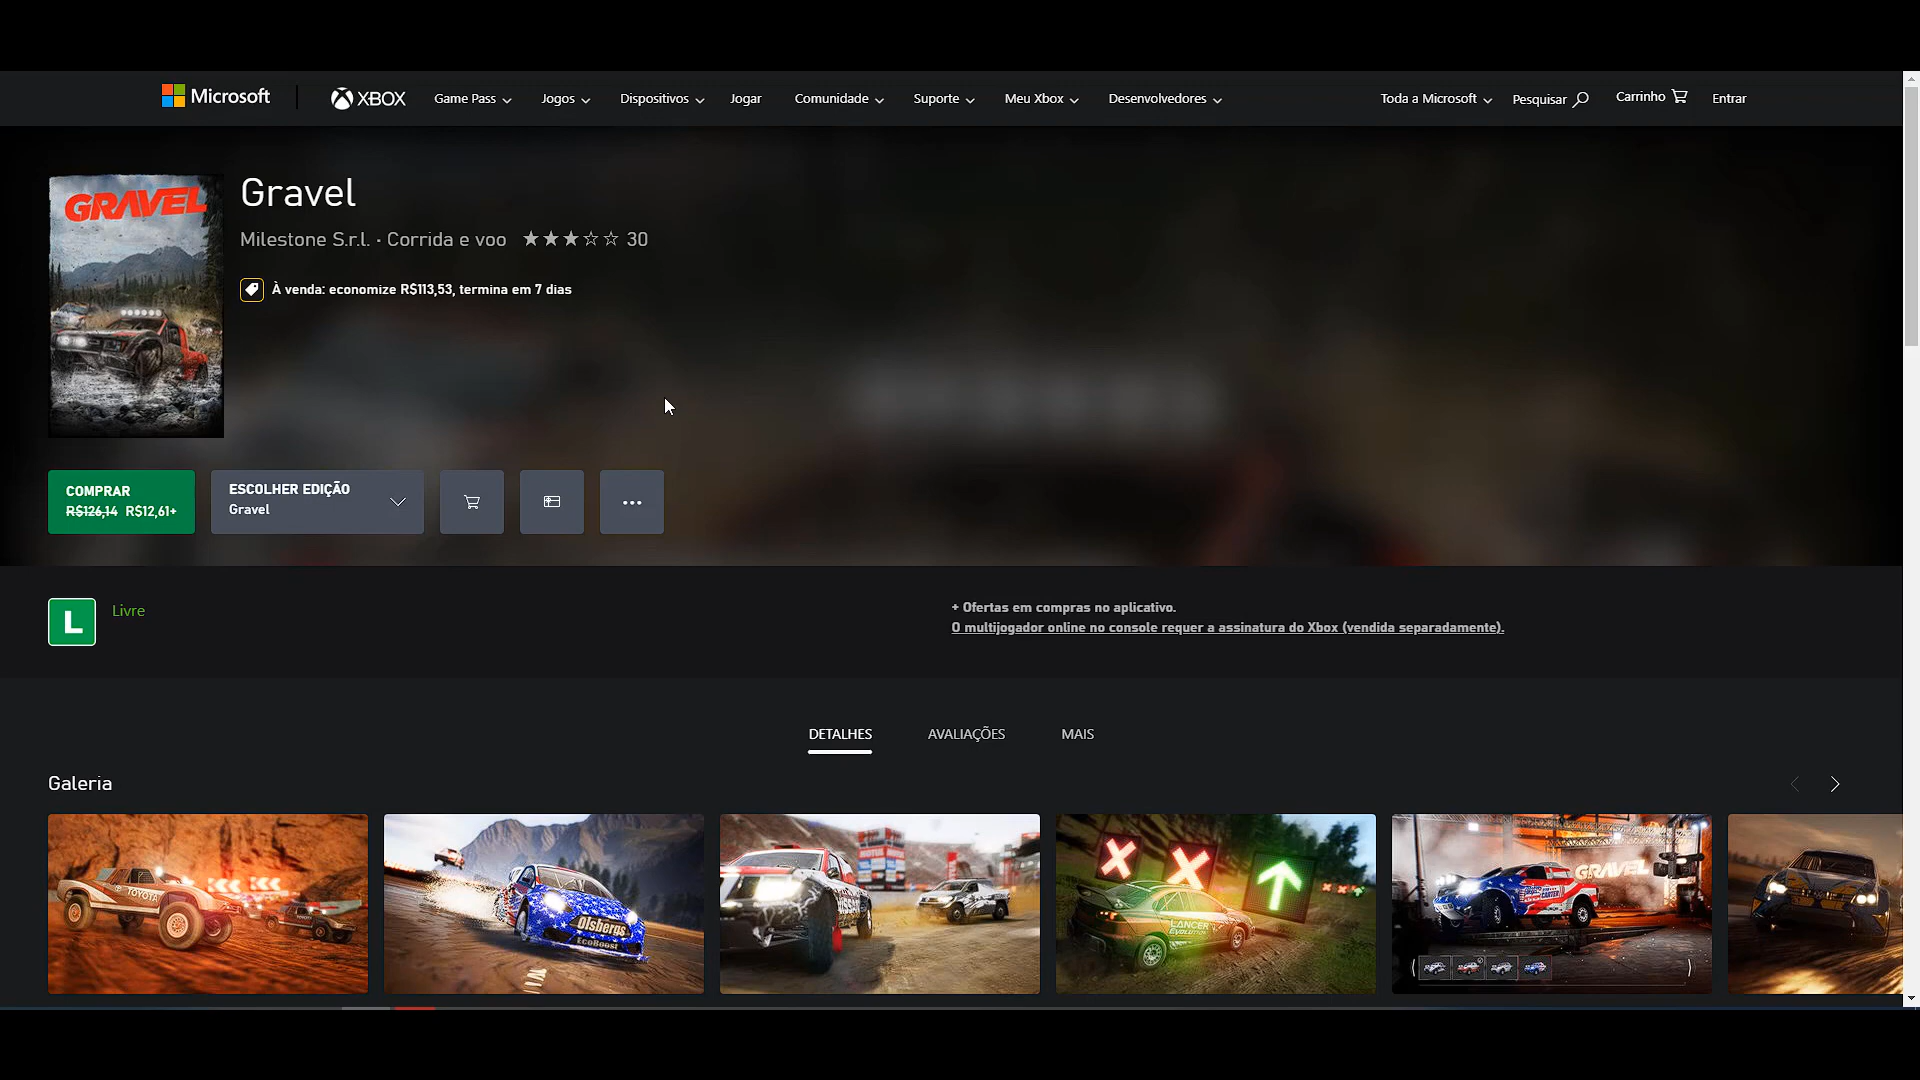 Microsoft
XBOX
Game Pass
Jogos
Dispositivos
Jogar
Comunidade
Suporte
Meu Xbox
Desenvolvedores
Toda a Microsoft
Pesquisar
Carrinho
Entrar
GRAVEL
Gravel
Milestone S.r.l. • Corrida e voo ★★★☆☆ 30
À venda: economize R$113,53, termina em 7 dias
COMPRAR
R$126,14 R$12,61+
ESCOLHER EDIÇÃO
Gravel
L
Livre
+ Ofertas em compras no aplicativo.
O multijogador online no console requer a assinatura do Xbox (vendida separadamente).
DETALHES
AVALIAÇÕES
MAIS
Galeria
TOYOTA
Olsbergs
EcoBoost
LANCER
EVOLUTION
GRAVEL